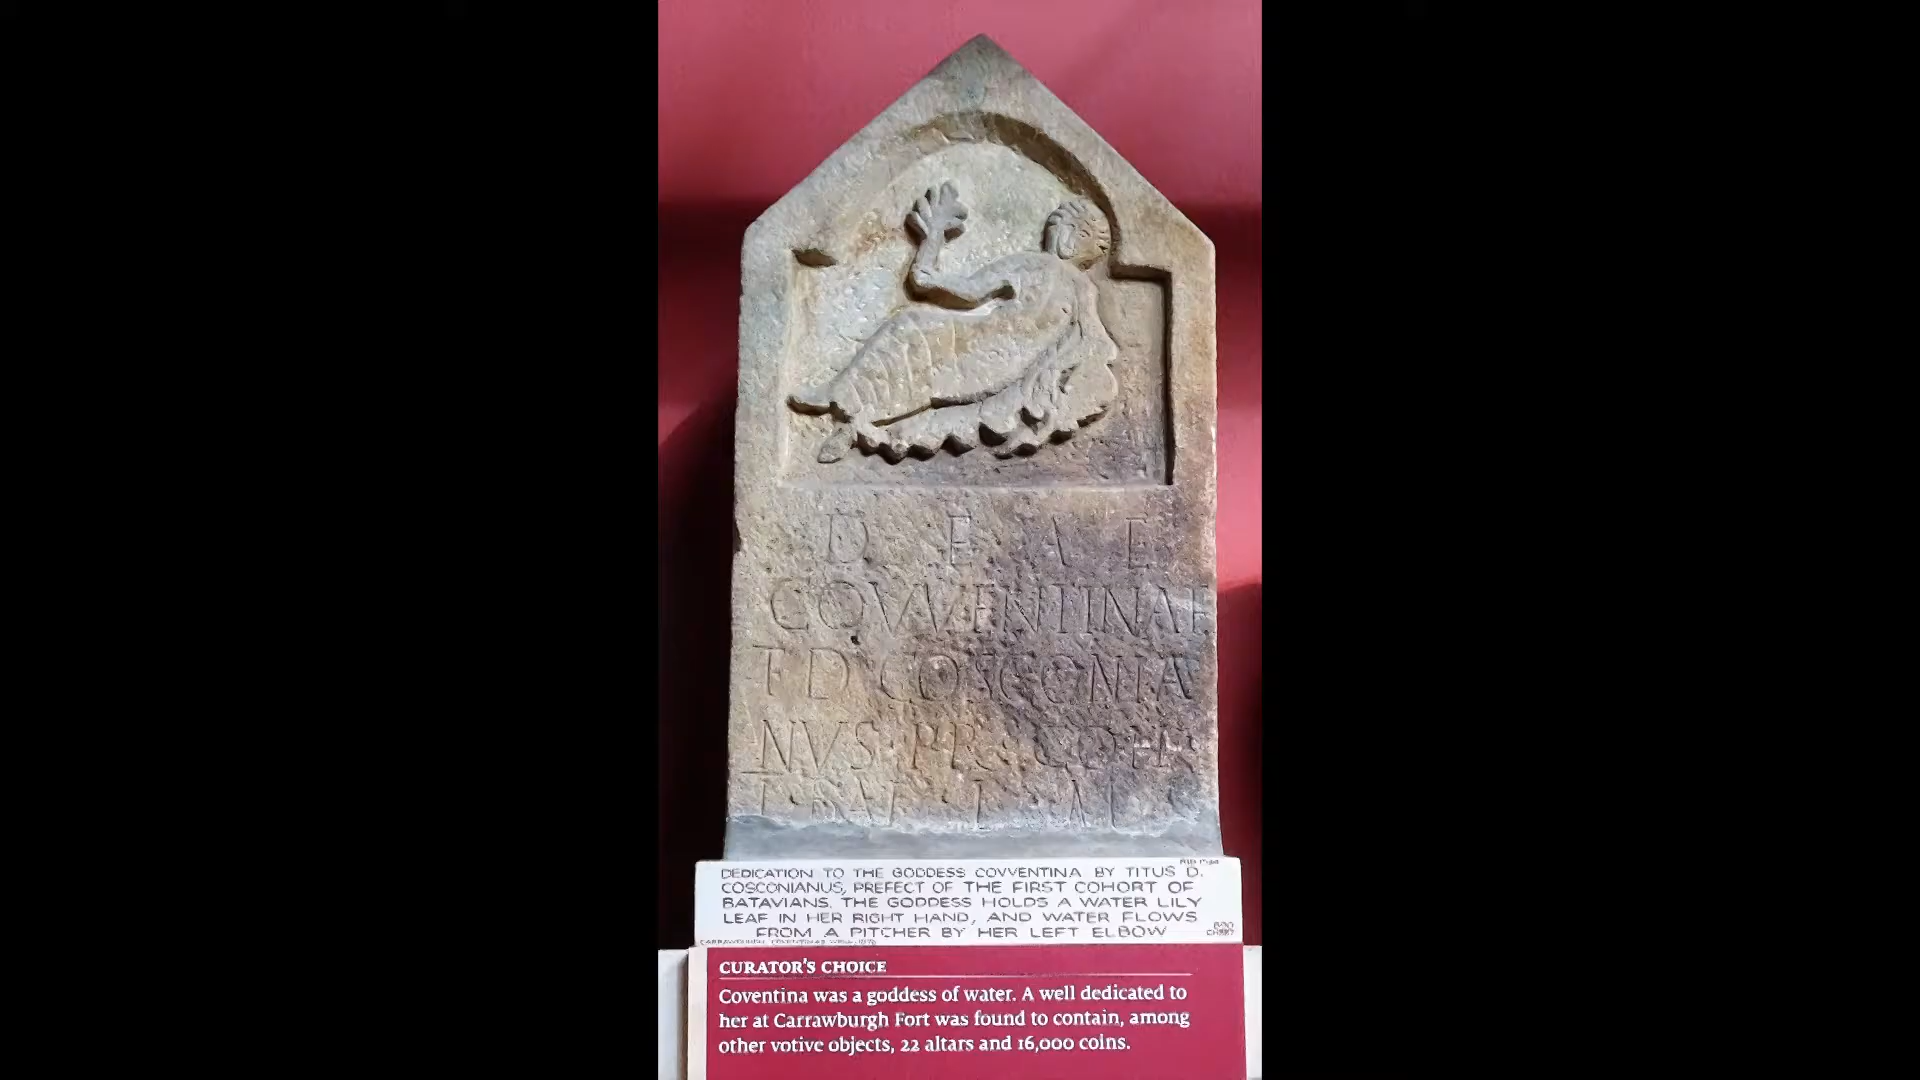 D E A E
COVVENTINAE
T D COSCONIA
NVS PR COH
I BAT L M
DEDICATION TO THE GODDESS COVVENTINA BY TITUS D.
COSCONIANUS, PREFECT OF THE FIRST COHORT OF
BATAVIANS. THE GODDESS HOLDS A WATER LILY
LEAF IN HER RIGHT HAND, AND WATER FLOWS
FROM A PITCHER BY HER LEFT ELBOW
CURATOR'S CHOICE
Coventina was a goddess of water. A well dedicated to
her at Carrawburgh Fort was found to contain, among
other votive objects, 22 altars and 16,000 coins.